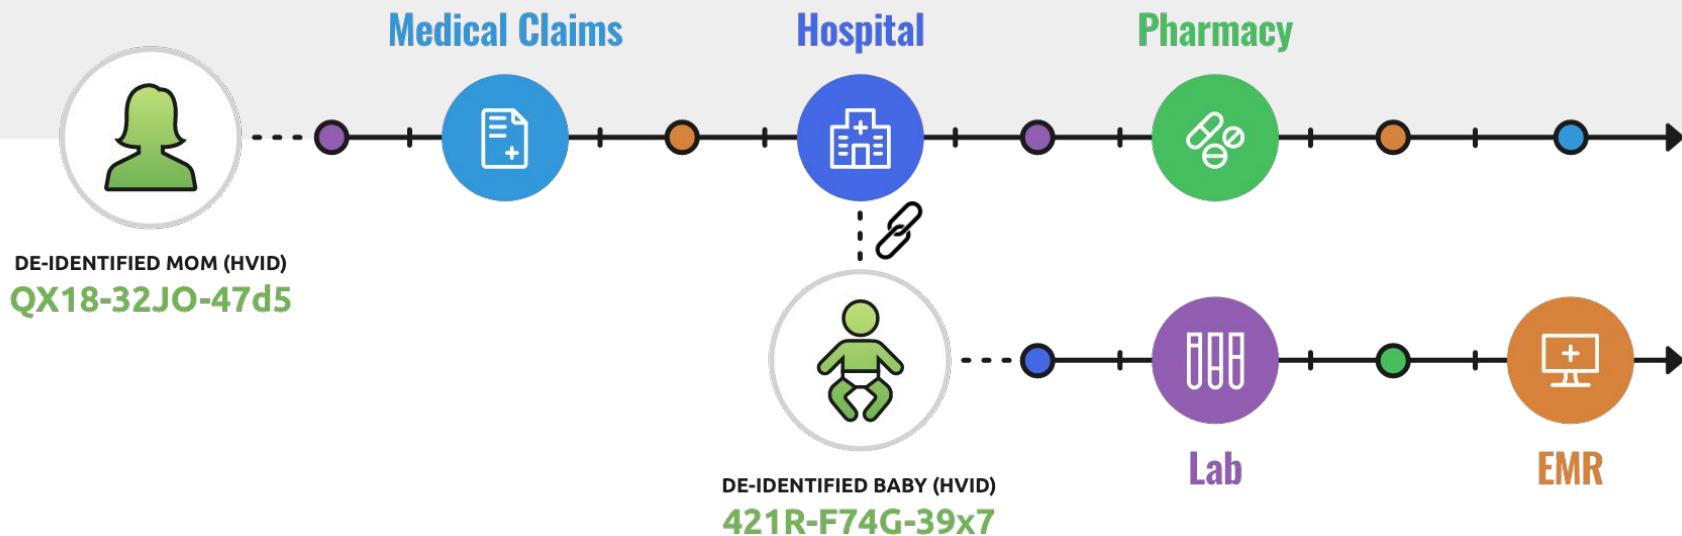 Medical Claims
Hospital
Pharmacy
DE-IDENTIFIED MOM (HVID)
QX18-32JO-47d5
DE-IDENTIFIED BABY (HVID)
421R-F74G-39x7
Lab
EMR